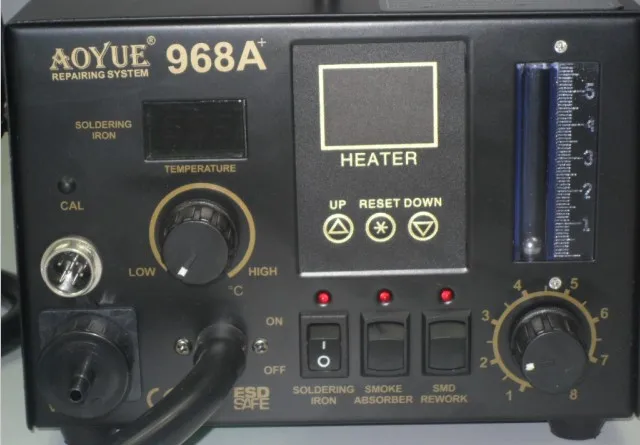 AOYUE® 968A+
REPAIRING SYSTEM
SOLDERING
IRON
TEMPERATURE
CAL
LOW HIGH
°C
HEATER
UP RESET DOWN
5
4
3
2
1
ON
OFF
I
O
SOLDERING
IRON
SMOKE
ABSORBER
SMD
REWORK
ESD
SAFE
1 2 3 4 5 6 7 8